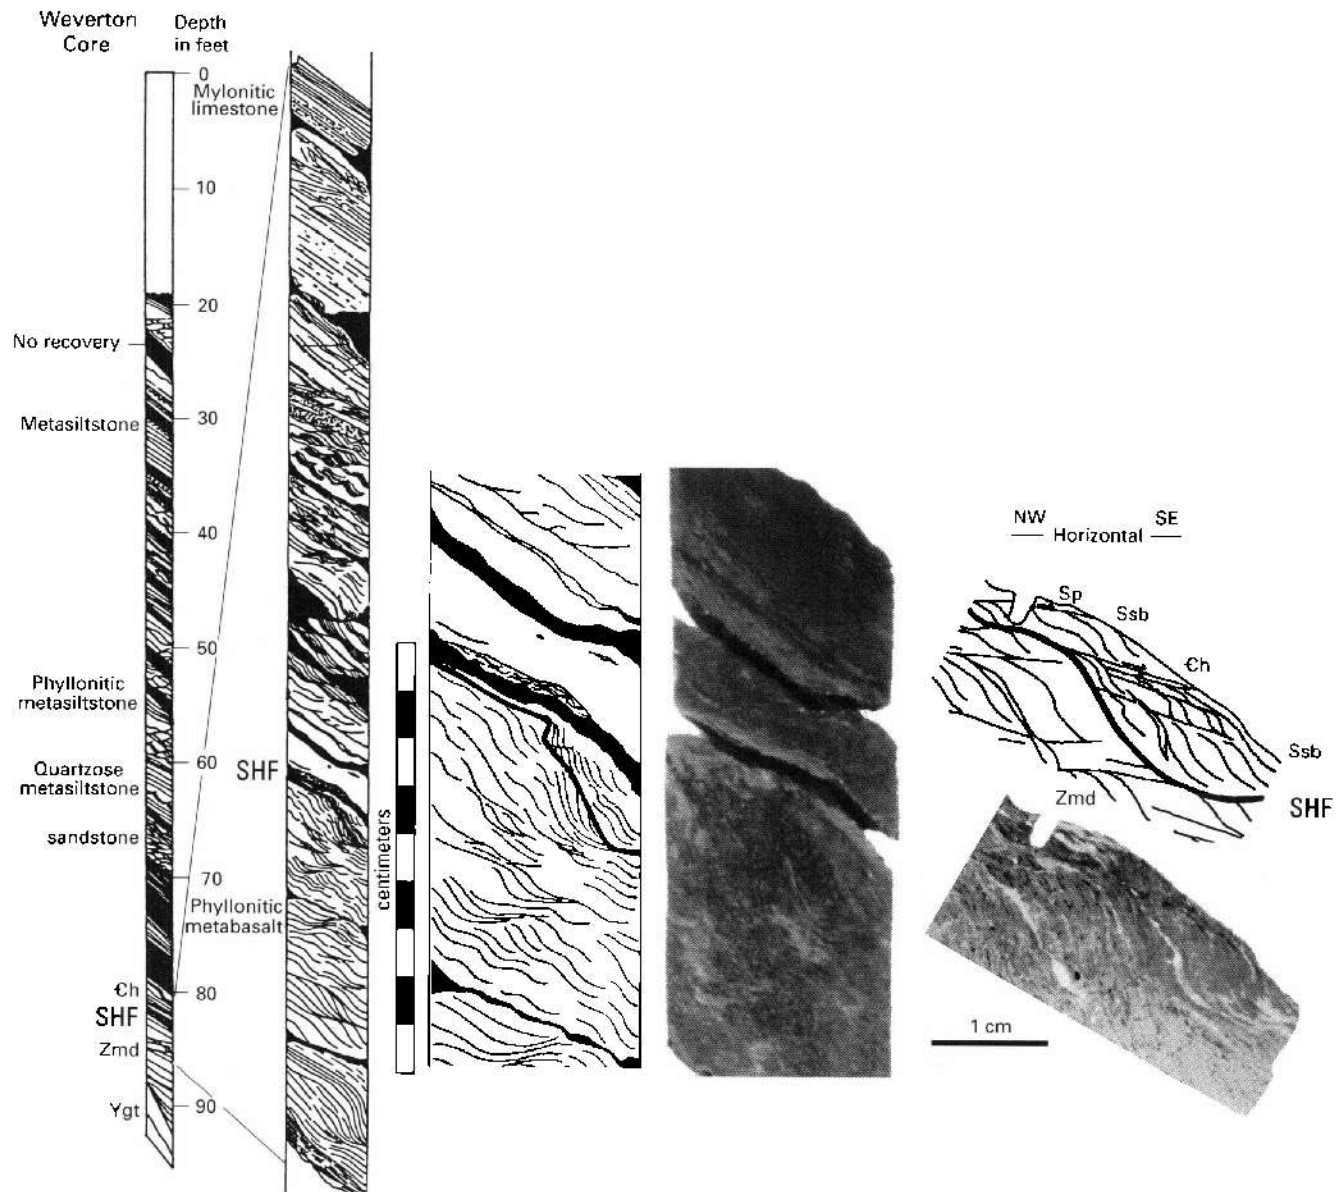 Weverton
Core
Depth
in feet
0
10
20
30
40
50
60
70
80
90
No recovery
Metasiltstone
Phyllonitic
metasiltstone
Quartzose
metasiltstone
sandstone
Єh
SHF
Zmd
Ygt
Mylonitic
limestone
SHF
Phyllonitic
metabasalt
centimeters
NW SE
Horizontal
Sp
Ssb
Єh
Ssb
SHF
Zmd
1 cm